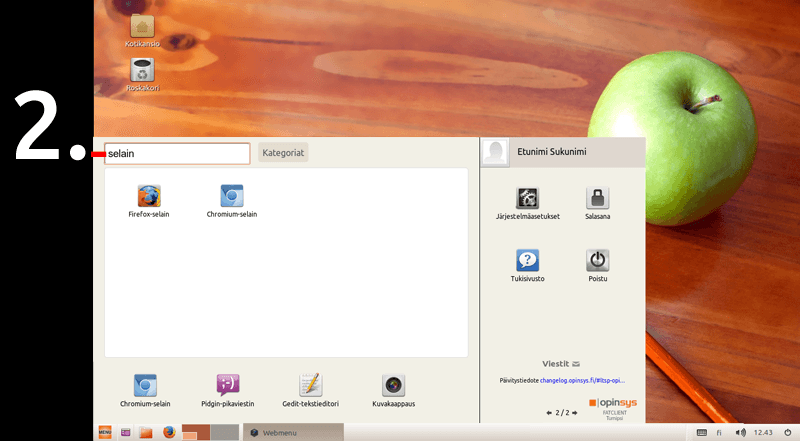 2.
Kotikansio
Roskakori
selain
Kategoriat
Etunimi Sukunimi
Firefox-selain
Chromium-selain
Järjestelmäasetukset
Salasana
Tukisivusto
Poistu
Viestit
Päivitystiedote changelog.opinsys.fi/#ltsp-opi...
Chromium-selain
Pidgin-pikaviestin
Gedit-tekstieditori
Kuvakaappaus
2 / 2
opinsys
FATCLIENT
Tomipsi
MENU
Webmenu
fi
12.43